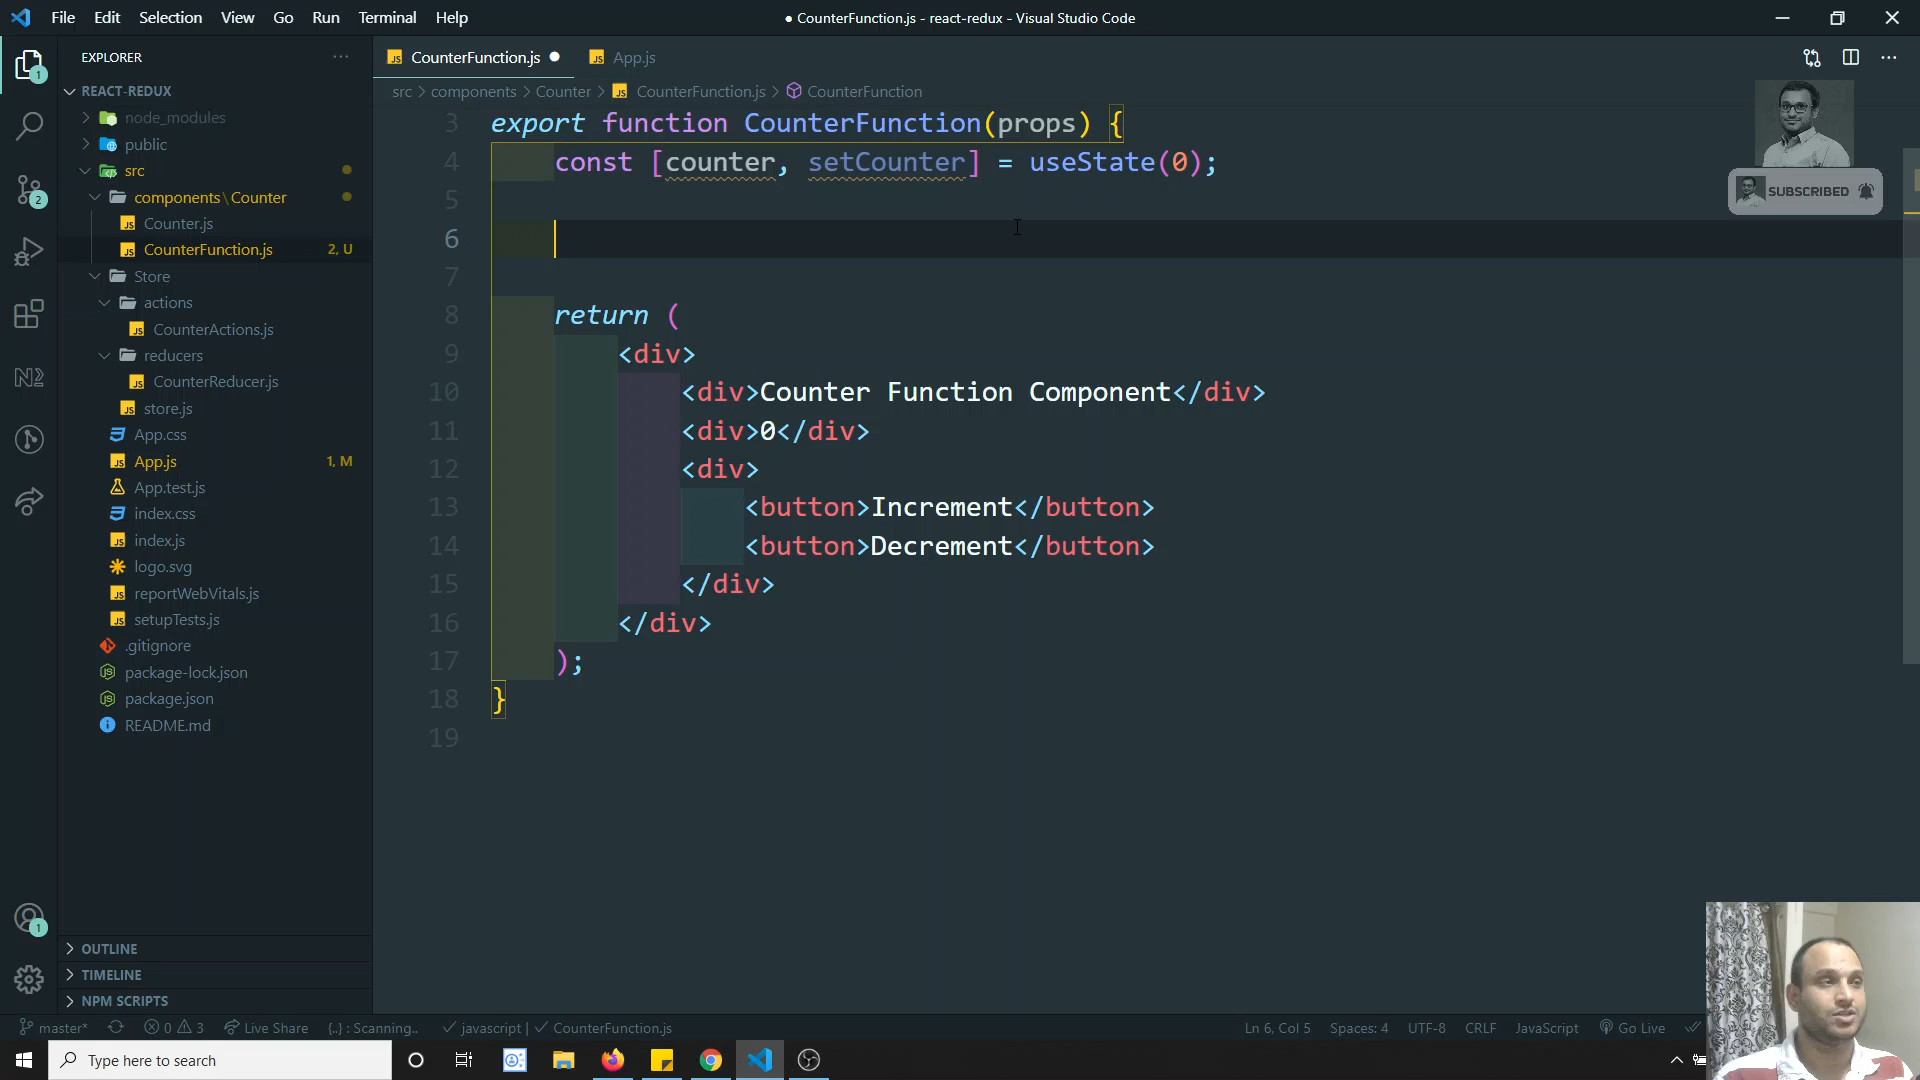 File Edit Selection View Go Run Terminal Help
● CounterFunction.js - react-redux - Visual Studio Code
EXPLORER
REACT-REDUX
node_modules
public
src
components\Counter
Counter.js
CounterFunction.js 2, U
Store
actions
CounterActions.js
reducers
CounterReducer.js
store.js
App.css
App.js 1, M
App.test.js
index.css
index.js
logo.svg
reportWebVitals.js
setupTests.js
.gitignore
package-lock.json
package.json
README.md
OUTLINE
TIMELINE
NPM SCRIPTS
1
2
1
CounterFunction.js ● App.js
src > components > Counter > CounterFunction.js > CounterFunction
3 export function CounterFunction(props) {
4 const [counter, setCounter] = useState(0);
5
6
7
8 return (
9 <div>
10 <div>Counter Function Component</div>
11 <div>0</div>
12 <div>
13 <button>Increment</button>
14 <button>Decrement</button>
15 </div>
16 </div>
17 );
18 }
19
SUBSCRIBED
master* 0 3 Live Share {..} : Scanning.. javascript | CounterFunction.js
Ln 6, Col 5 Spaces: 4 UTF-8 CRLF JavaScript Go Live
Type here to search